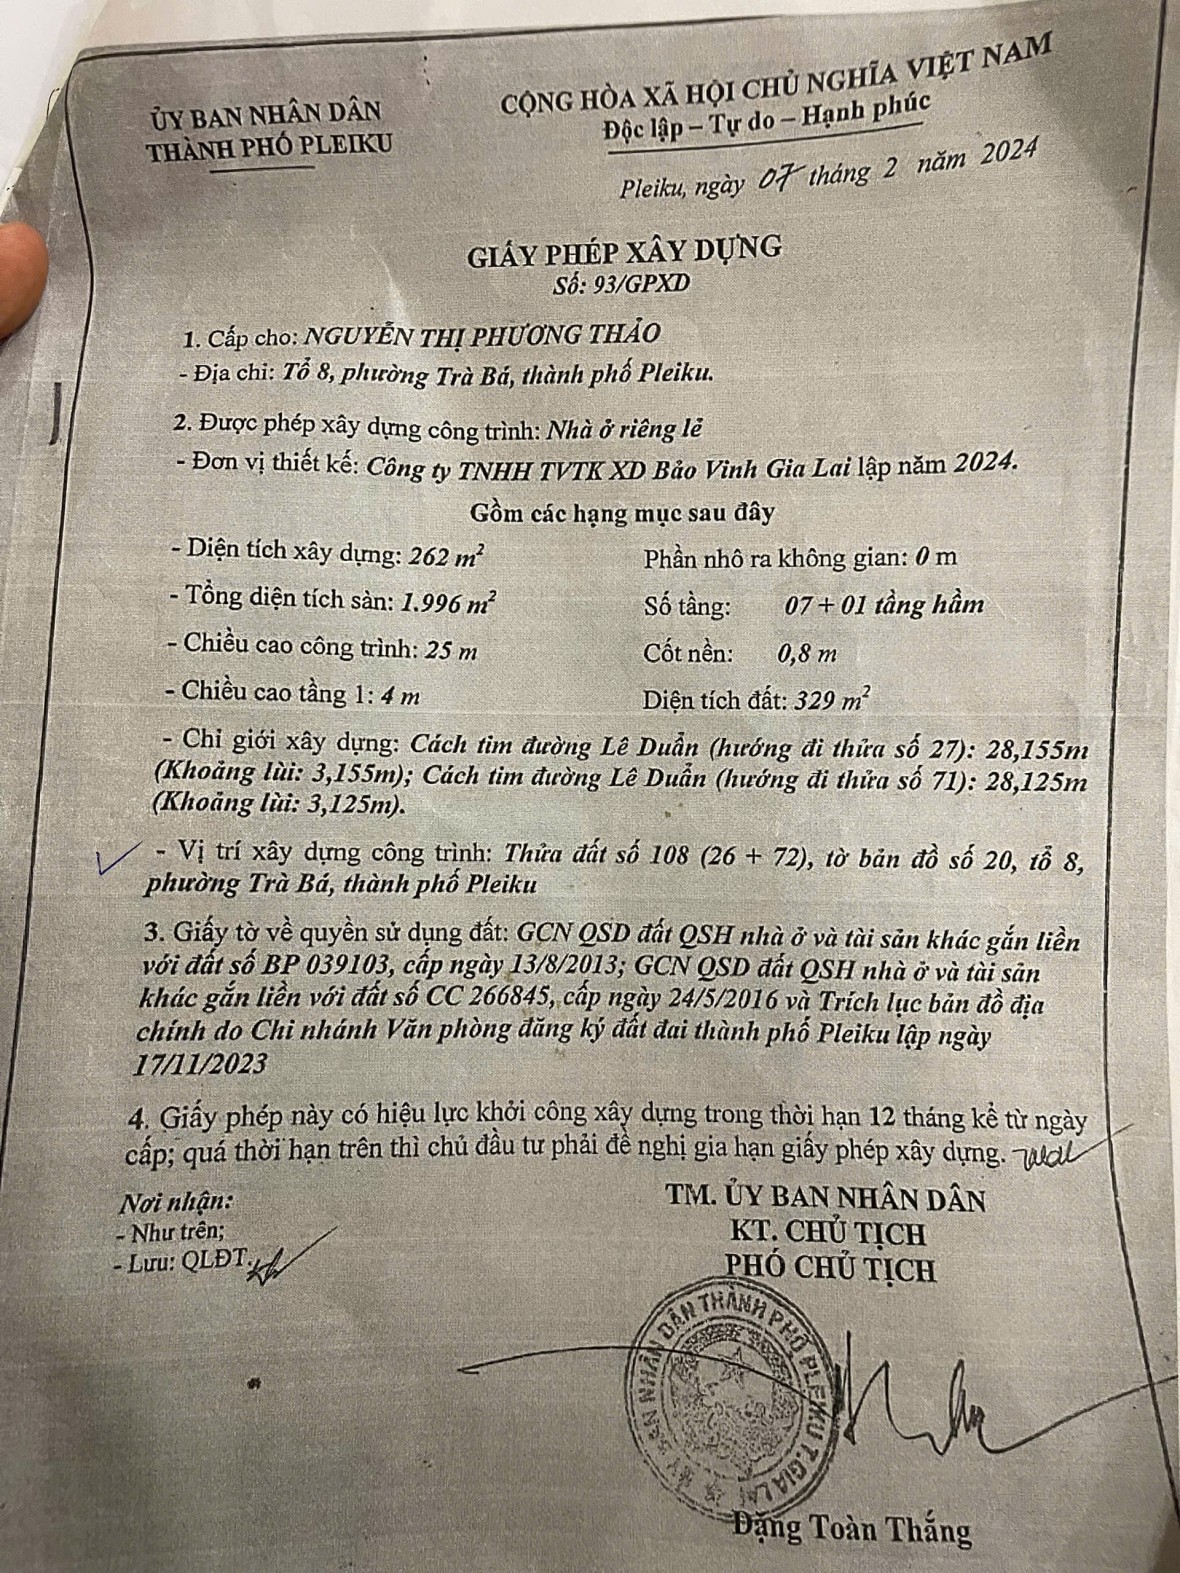 ỦY BAN NHÂN DÂN
THÀNH PHỐ PLEIKU
CỘNG HÒA XÃ HỘI CHỦ NGHĨA VIỆT NAM
Độc lập – Tự do – Hạnh phúc
Pleiku, ngày 07 tháng 2 năm 2024
GIẤY PHÉP XÂY DỰNG
Số: 93/GPXD
1. Cấp cho: NGUYỄN THỊ PHƯƠNG THẢO
- Địa chỉ: Tổ 8, phường Trà Bá, thành phố Pleiku.
2. Được phép xây dựng công trình: Nhà ở riêng lẻ
- Đơn vị thiết kế: Công ty TNHH TVTK XD Bảo Vinh Gia Lai lập năm 2024.
Gồm các hạng mục sau đây
- Diện tích xây dựng: 262 m² Phần nhô ra không gian: 0 m
- Tổng diện tích sàn: 1.996 m² Số tầng: 07 + 01 tầng hầm
- Chiều cao công trình: 25 m Cốt nền: 0,8 m
- Chiều cao tầng 1: 4 m Diện tích đất: 329 m²
- Chỉ giới xây dựng: Cách tim đường Lê Duẩn (hướng đi thửa số 27): 28,155m
(Khoảng lùi: 3,155m); Cách tim đường Lê Duẩn (hướng đi thửa số 71): 28,125m
(Khoảng lùi: 3,125m).
- Vị trí xây dựng công trình: Thửa đất số 108 (26 + 72), tờ bản đồ số 20, tổ 8,
phường Trà Bá, thành phố Pleiku
3. Giấy tờ về quyền sử dụng đất: GCN QSD đất QSH nhà ở và tài sản khác gắn liền
với đất số BP 039103, cấp ngày 13/8/2013; GCN QSD đất QSH nhà ở và tài sản
khác gắn liền với đất số CC 266845, cấp ngày 24/5/2016 và Trích lục bản đồ địa
chính do Chi nhánh Văn phòng đăng ký đất đai thành phố Pleiku lập ngày
17/11/2023
4. Giấy phép này có hiệu lực khởi công xây dựng trong thời hạn 12 tháng kể từ ngày
cấp; quá thời hạn trên thì chủ đầu tư phải đề nghị gia hạn giấy phép xây dựng.
Nơi nhận:
- Như trên;
- Lưu: QLĐT.
TM. ỦY BAN NHÂN DÂN
KT. CHỦ TỊCH
PHÓ CHỦ TỊCH
ỦY BAN NHÂN DÂN THÀNH PHỐ PLEIKU T.GIA LAI
Đặng Toàn Thắng